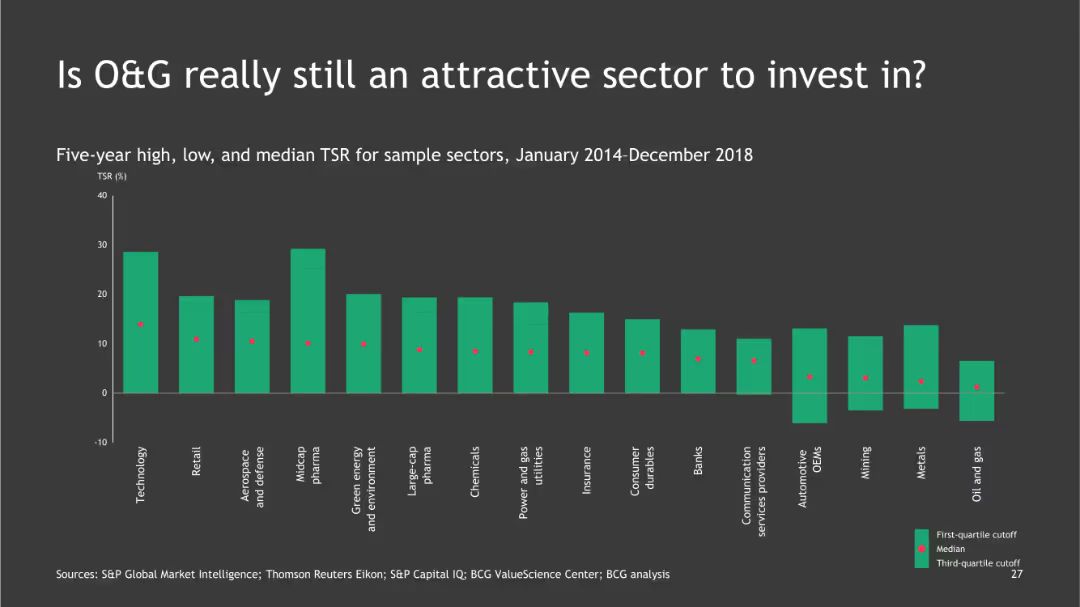 Is O&G really still an attractive sector to invest in?
Five-year high, low, and median TSR for sample sectors, January 2014–December 2018
TSR (%)
40
30
20
10
0
-10
Technology
Retail
Aerospace
and defense
Midcap
pharma
Green energy
and environment
Large-cap
pharma
Chemicals
Power and gas
utilities
Insurance
Consumer
durables
Banks
Communication
services providers
Automotive
OEMs
Mining
Metals
Oil and gas
First-quartile cutoff
Median
Third-quartile cutoff
Sources: S&P Global Market Intelligence; Thomson Reuters Eikon; S&P Capital IQ; BCG ValueScience Center; BCG analysis
27